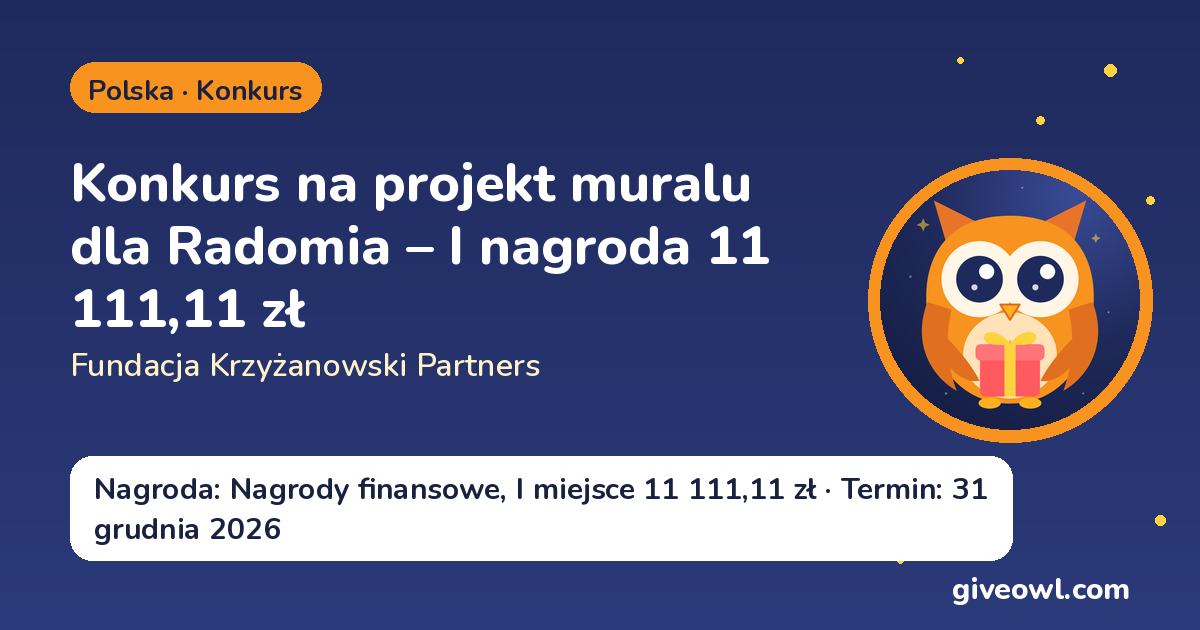 Polska · Konkurs
Konkurs na projekt muralu
dla Radomia – I nagroda 11
111,11 zł
Fundacja Krzyżanowski Partners
Nagroda: Nagrody finansowe, I miejsce 11 111,11 zł · Termin: 31
grudnia 2026
giveowl.com